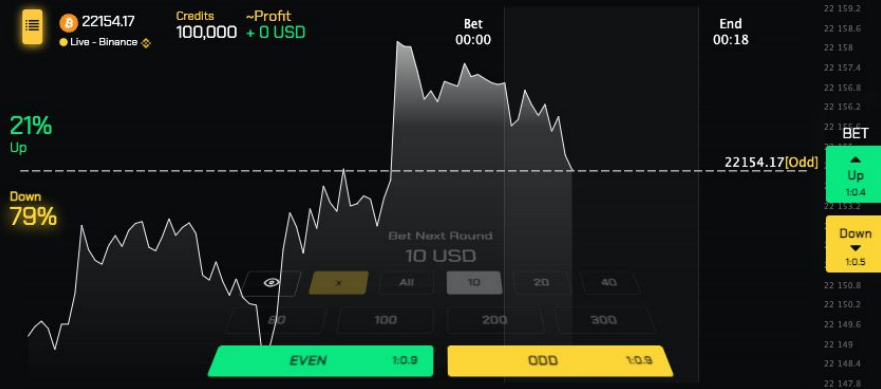 22154.17
Live - Binance
Credits
100,000
~Profit
+ 0 USD
Bet
00:00
End
00:18
22 159.2
22 158.6
22 158
22 157.4
22 156.8
22 156.2
21%
Up
BET
22154.17[Odd]
Up
1:0.4
22 153.2
Down
79%
Down
1:0.5
Bet Next Round
10 USD
x
All
10
20
40
80
100
200
300
22 150.8
22 150.2
22 149.6
22 149
22 148.4
22 147.8
EVEN 1:0.9
ODD 1:0.9